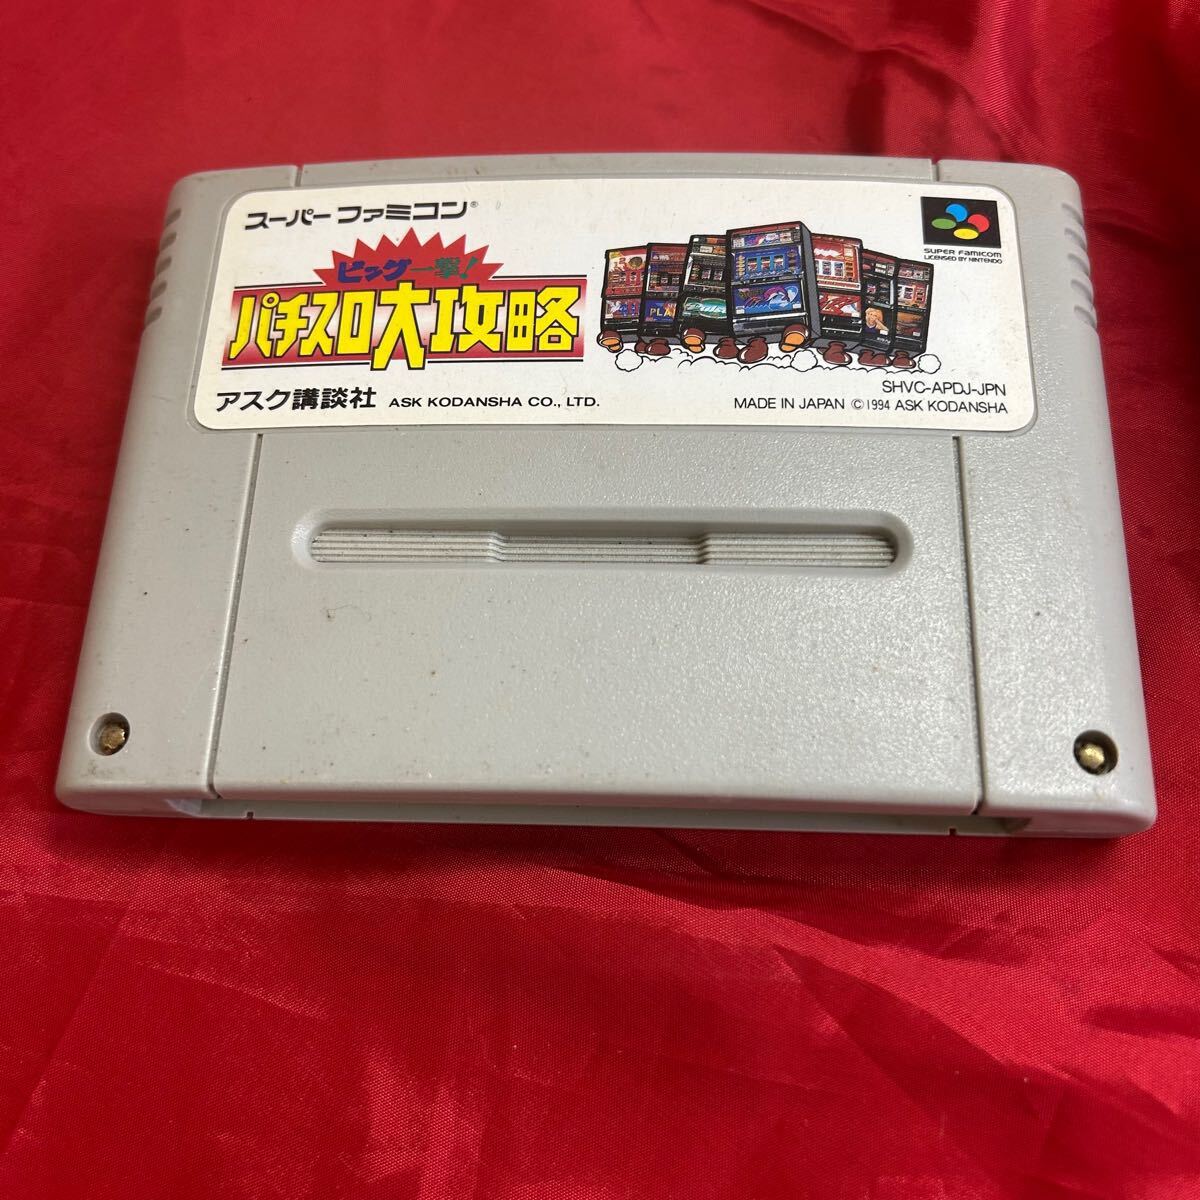 スーパーファミコン®
SUPER FAMICOM
LICENSED BY NINTENDO
ビッグ一撃!
パチスロ大攻略
PLA
アスク講談社 ASK KODANSHA CO., LTD.
SHVC-APDJ-JPN
MADE IN JAPAN ©1994 ASK KODANSHA